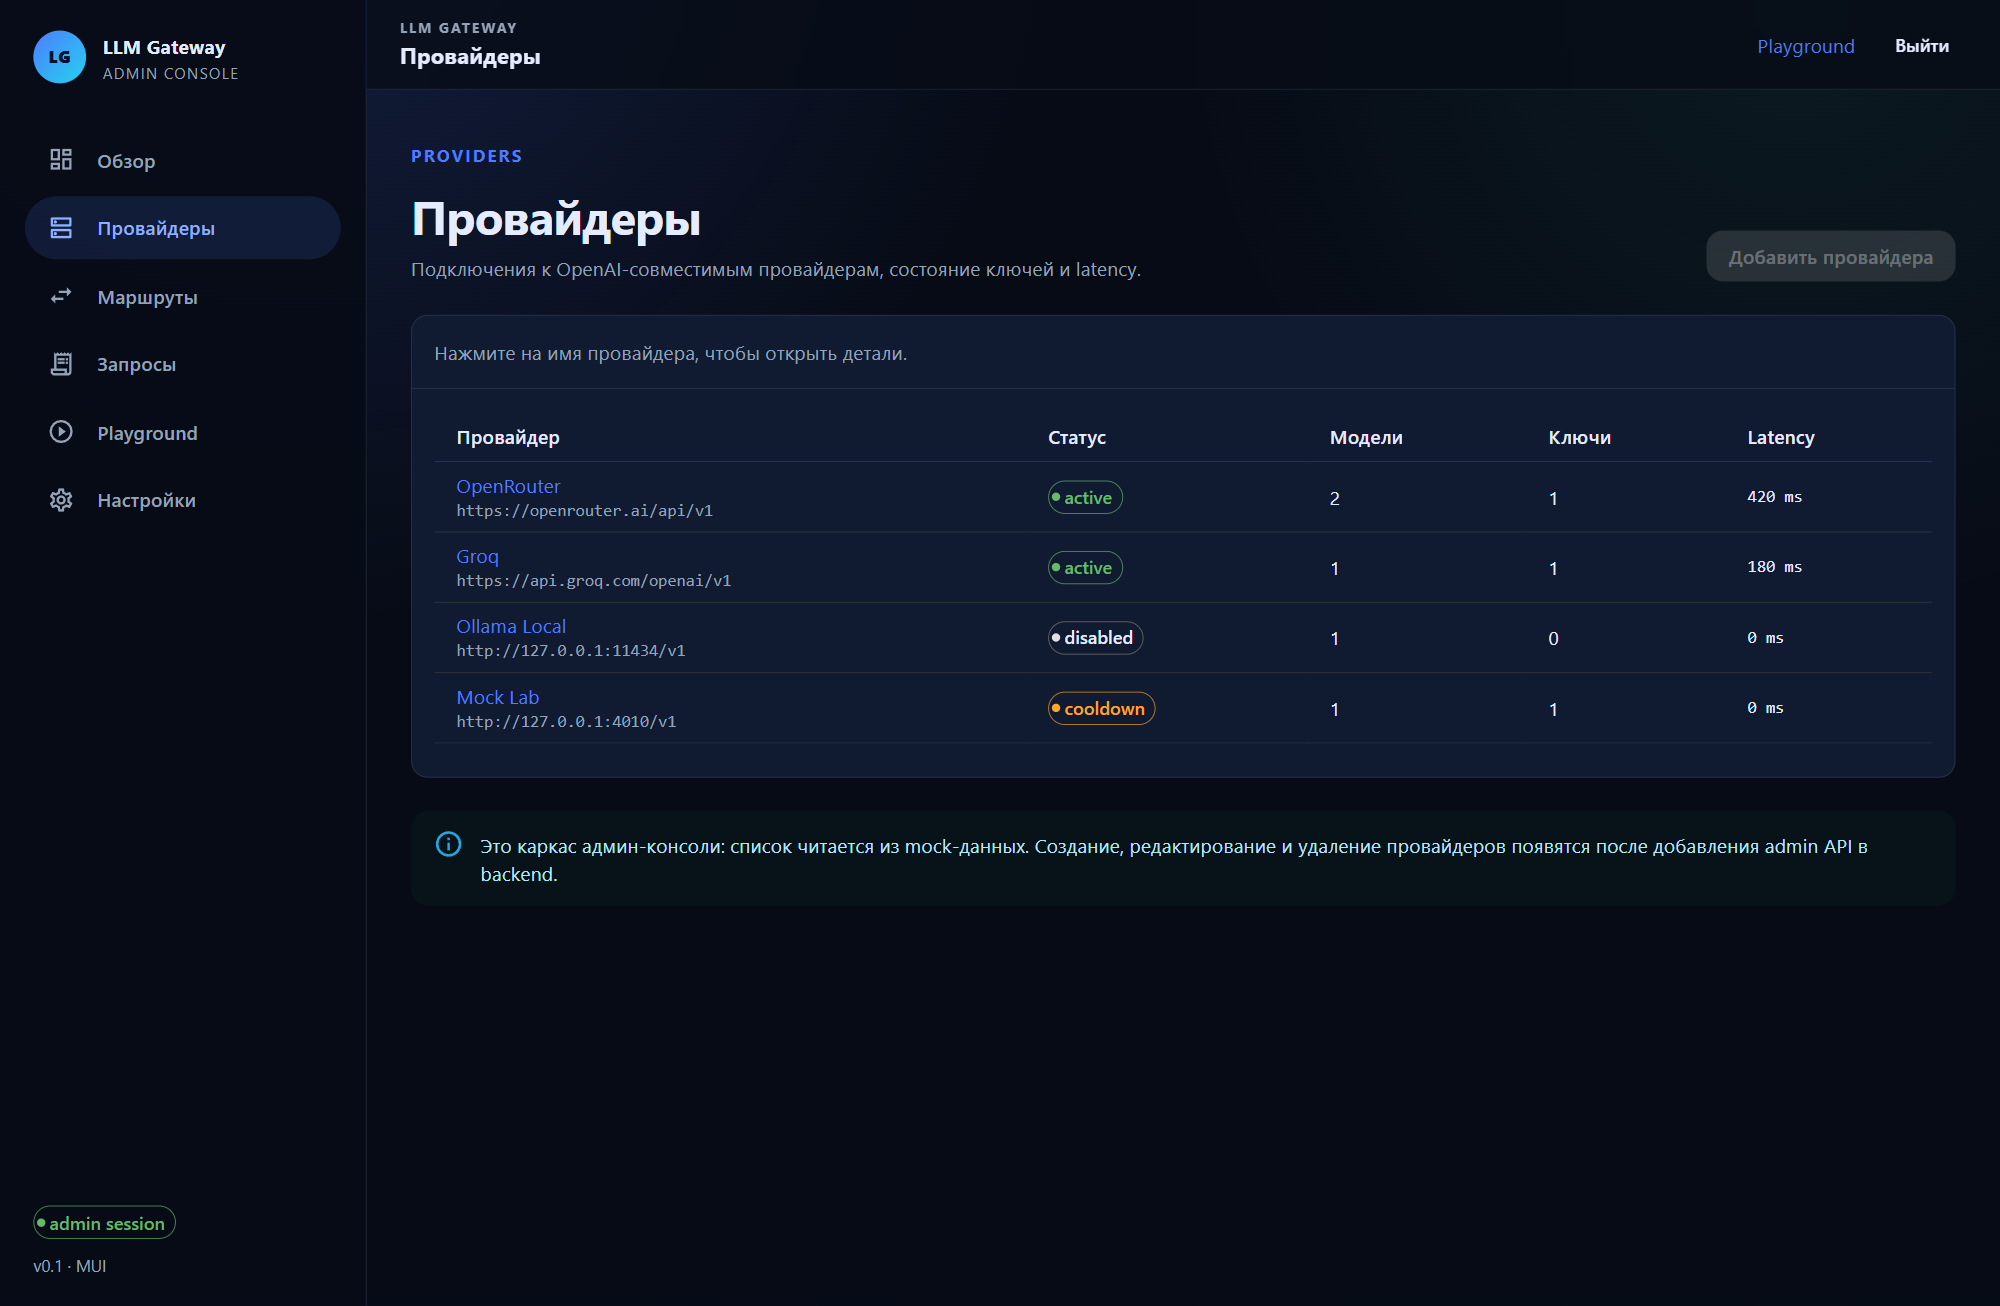 LG
LLM Gateway
ADMIN CONSOLE
Обзор
Провайдеры
Маршруты
Запросы
Playground
Настройки
admin session
v0.1 · MUI
LLM GATEWAY
Провайдеры
Playground
Выйти
PROVIDERS
Провайдеры
Подключения к OpenAI-совместимым провайдерам, состояние ключей и latency.
Добавить провайдера
Нажмите на имя провайдера, чтобы открыть детали.
Провайдер Статус Модели Ключи Latency
OpenRouter active 2 1 420 ms
https://openrouter.ai/api/v1
Groq active 1 1 180 ms
https://api.groq.com/openai/v1
Ollama Local disabled 1 0 0 ms
http://127.0.0.1:11434/v1
Mock Lab cooldown 1 1 0 ms
http://127.0.0.1:4010/v1
Это каркас админ-консоли: список читается из mock-данных. Создание, редактирование и удаление провайдеров появятся после добавления admin API в
backend.